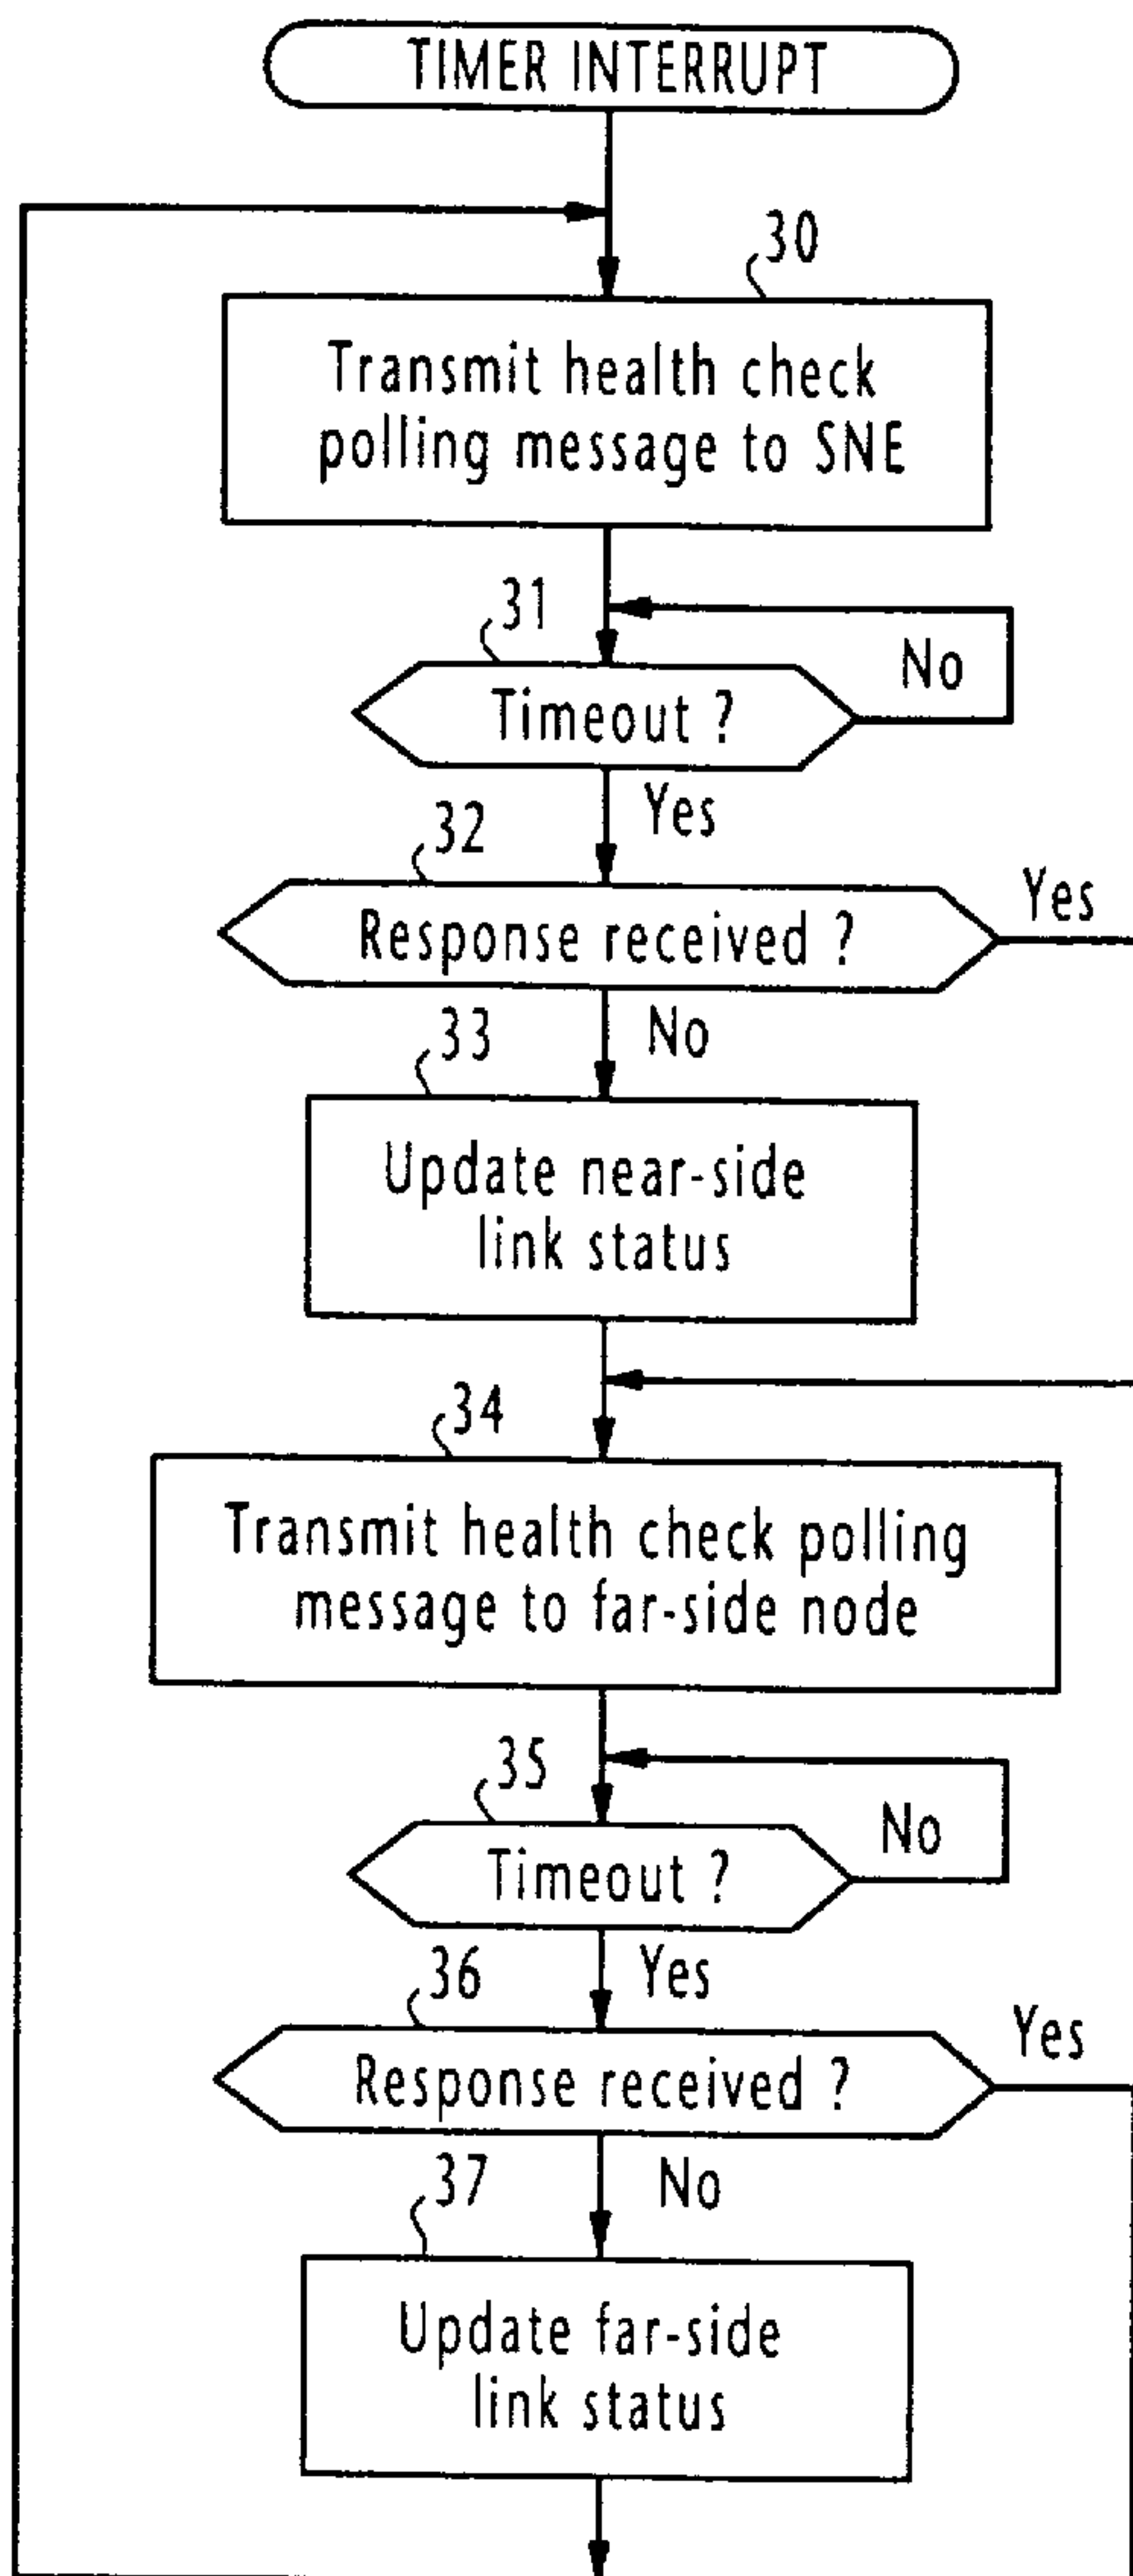 TIMER INTERRUPT
30
Transmit health check
polling message to SNE
31
No
Timeout ?
Yes
32
Yes
Response received ?
No
33
Update near-side
link status
34
Transmit health check polling
message to far-side node
35
No
Timeout ?
Yes
36
Yes
Response received ?
No
37
Update far-side
link status